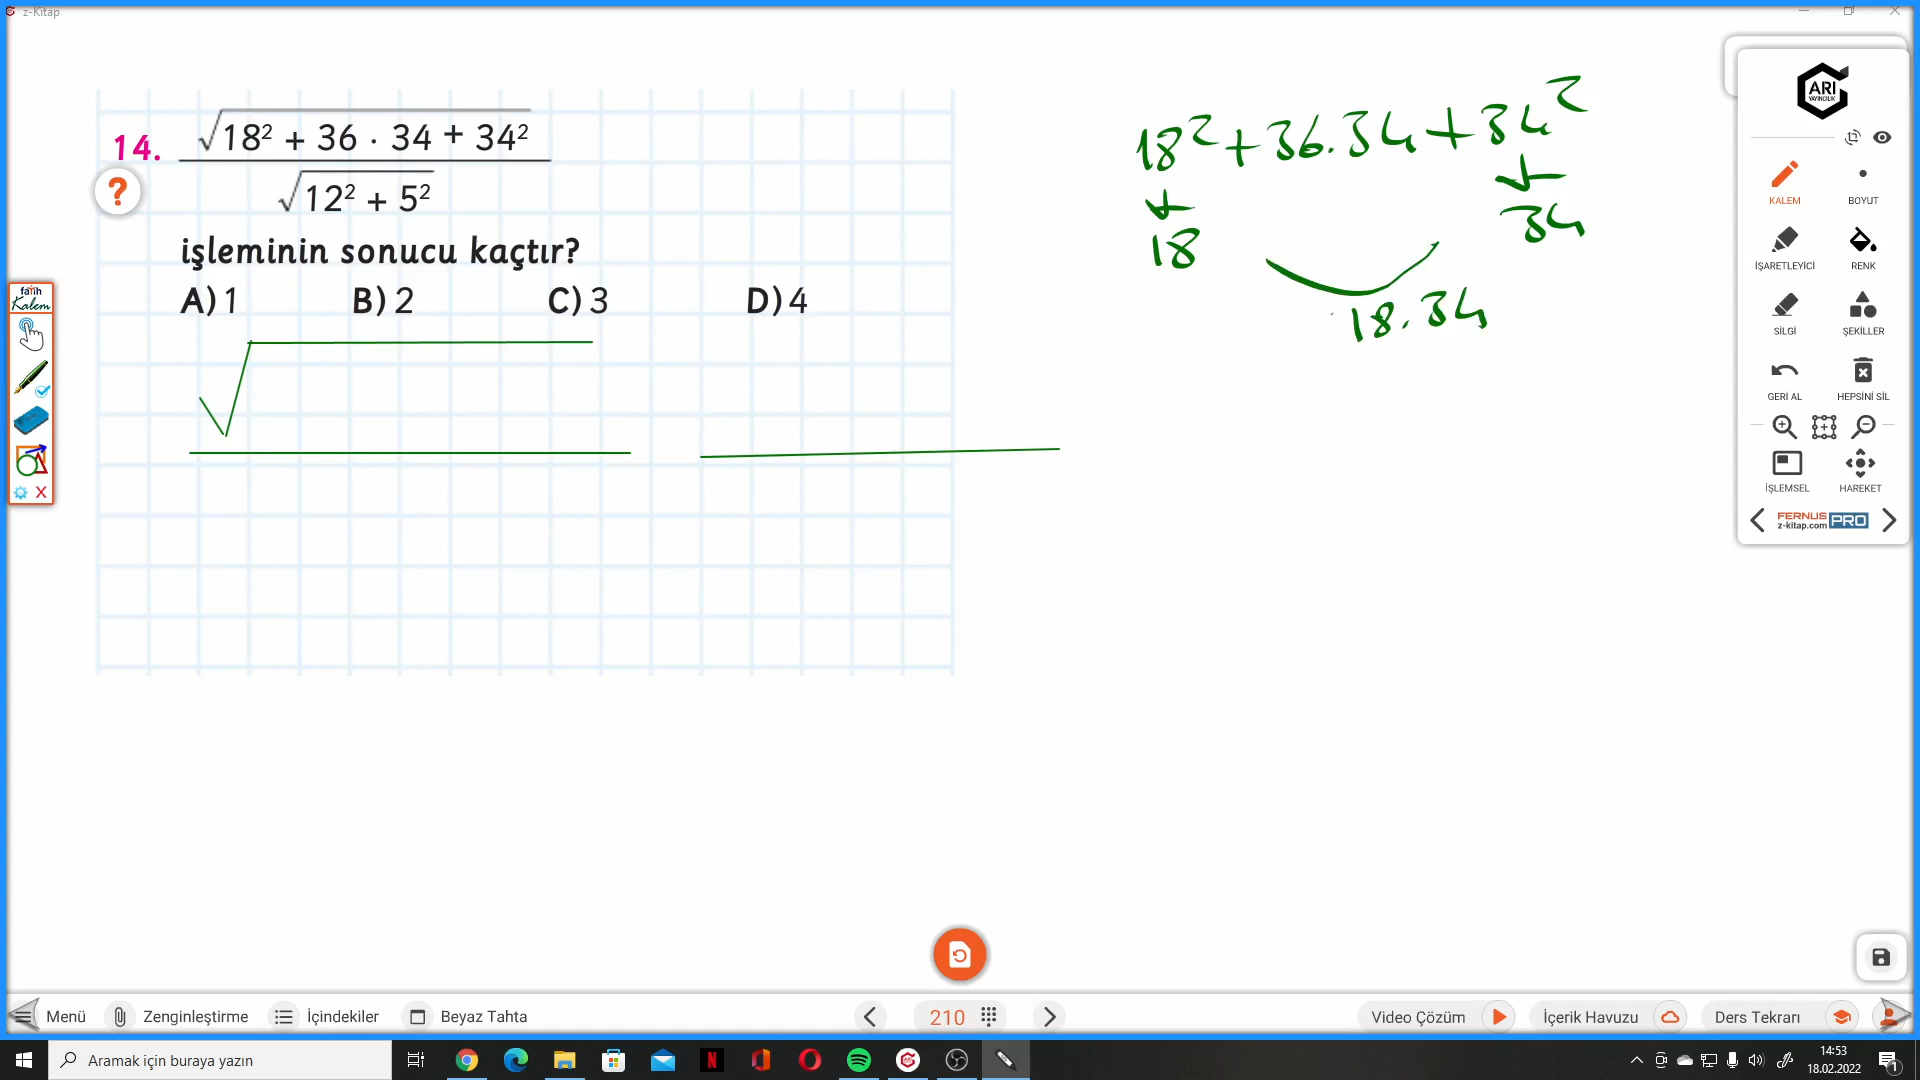 z-Kitap
14. √18² + 36 · 34 + 34²
√12² + 5²
?
işleminin sonucu kaçtır?
A) 1 B) 2 C) 3 D) 4
18² + 36.34 + 34²
18 34
18.34
fatih
Kalem
X
ARI
YAYINCILIK
KALEM BOYUT
İŞARETLEYİCİ RENK
SİLGİ ŞEKİLLER
GERİ AL HEPSİNİ SİL
İŞLEMSEL HAREKET
FERNUS
z-kitap.com PRO
Menü Zenginleştirme İçindekiler Beyaz Tahta 210 Video Çözüm İçerik Havuzu Ders Tekrarı
Aramak için buraya yazın
14:53
18.02.2022
1